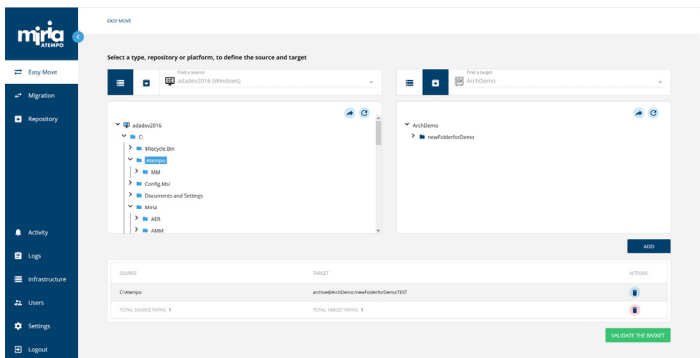 miria
ATEMPO
Easy Move
Migration
Repository
Activity
Logs
Infrastructure
Users
Settings
Logout
EASY MOVE
Select a type, repository or platform, to define the source and target
Find a source
adadev2016 (Windows)
Find a target
ArchDemo
adadev2016
C:
$Recycle.Bin
Atempo
MM
Config.Msi
Documents and Settings
Miria
AER
AMM
ArchDemo
newFolderforDemo
ADD
SOURCE TARGET ACTIONS
C:\Atempo archive@ArchDemo:/newFolderforDemo/TEST
TOTAL SOURCE PATHS 1 TOTAL TARGET PATHS 1
VALIDATE THE BASKET